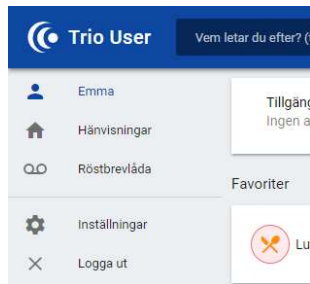 Trio User
Vem letar du efter? (
Emma
Hänvisningar
Röstbrevlåda
Inställningar
Logga ut
Tillgäng
Ingen a
Favoriter
Lu